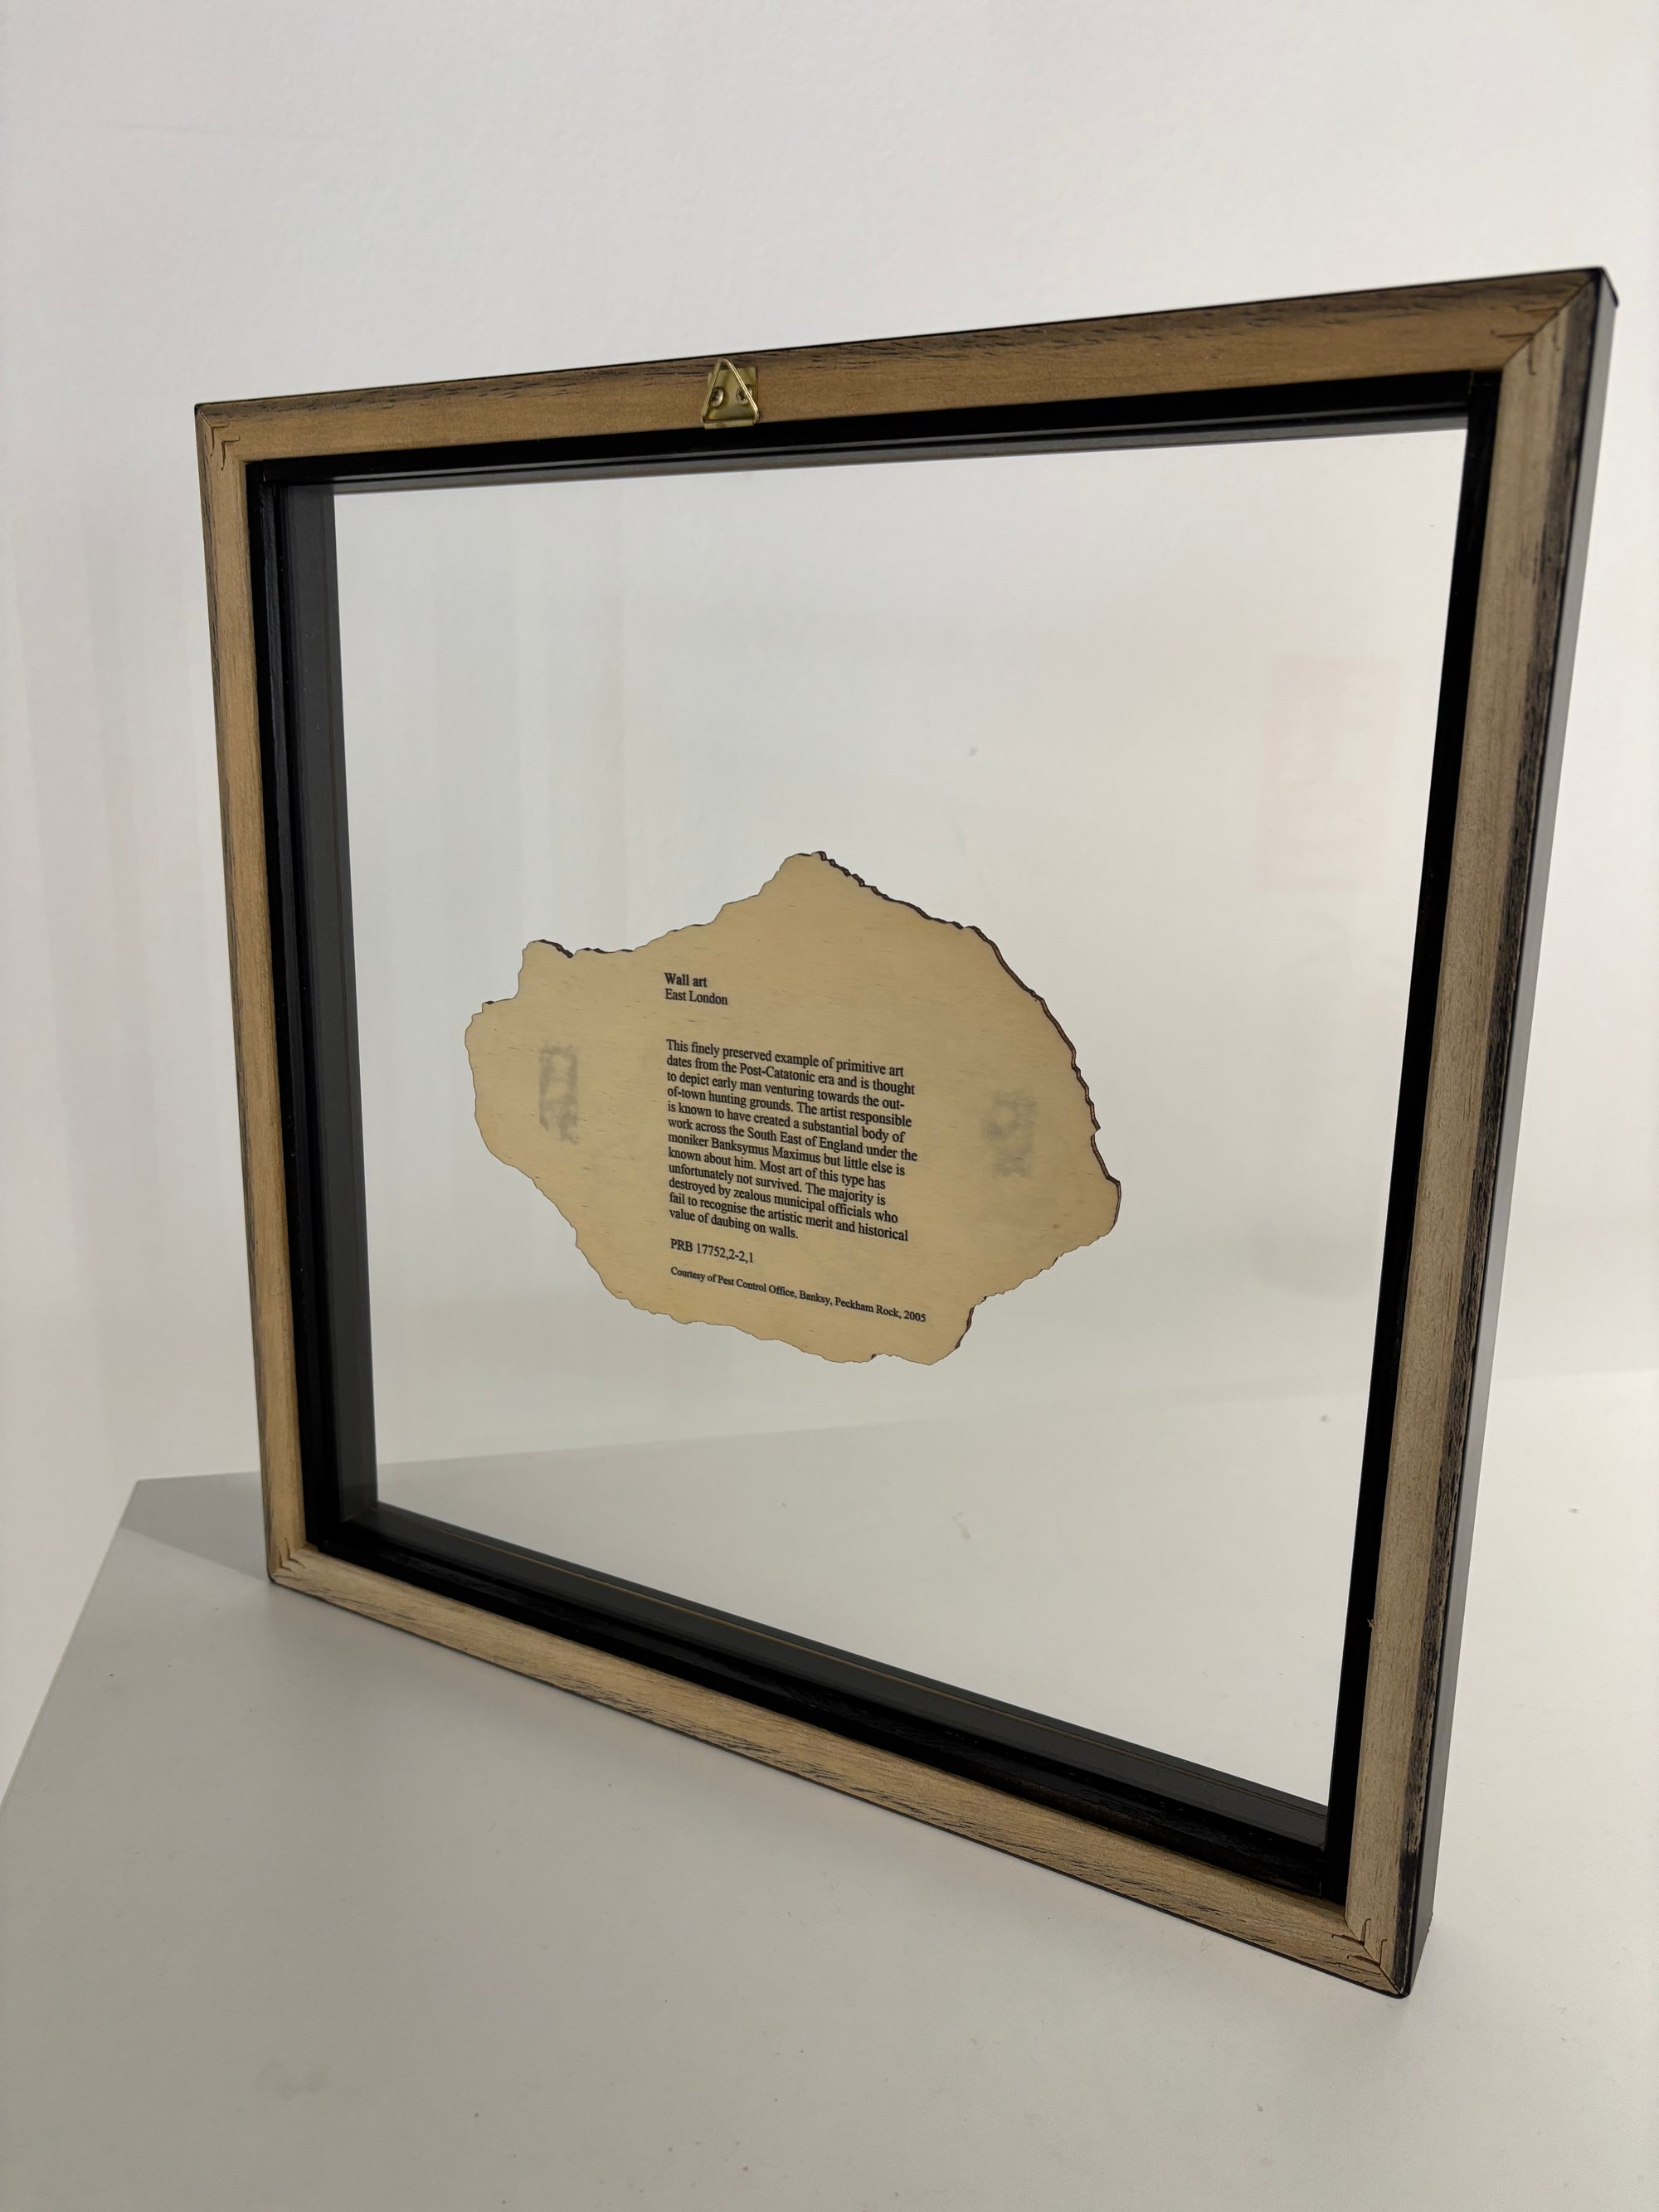 Wall art
East London
This finely preserved example of primitive art
dates from the Post-Catatonic era and is thought
to depict early man venturing towards the out-
of-town hunting grounds. The artist responsible
is known to have created a substantial body of
work across the South East of England under the
moniker Banksymus Maximus but little else is
known about him. Most art of this type has
unfortunately not survived. The majority is
destroyed by zealous municipal officials who
fail to recognise the artistic merit and historical
value of daubing on walls.
PRB 17752,2-2,1
Courtesy of Pest Control Office, Banksy, Peckham Rock, 2005